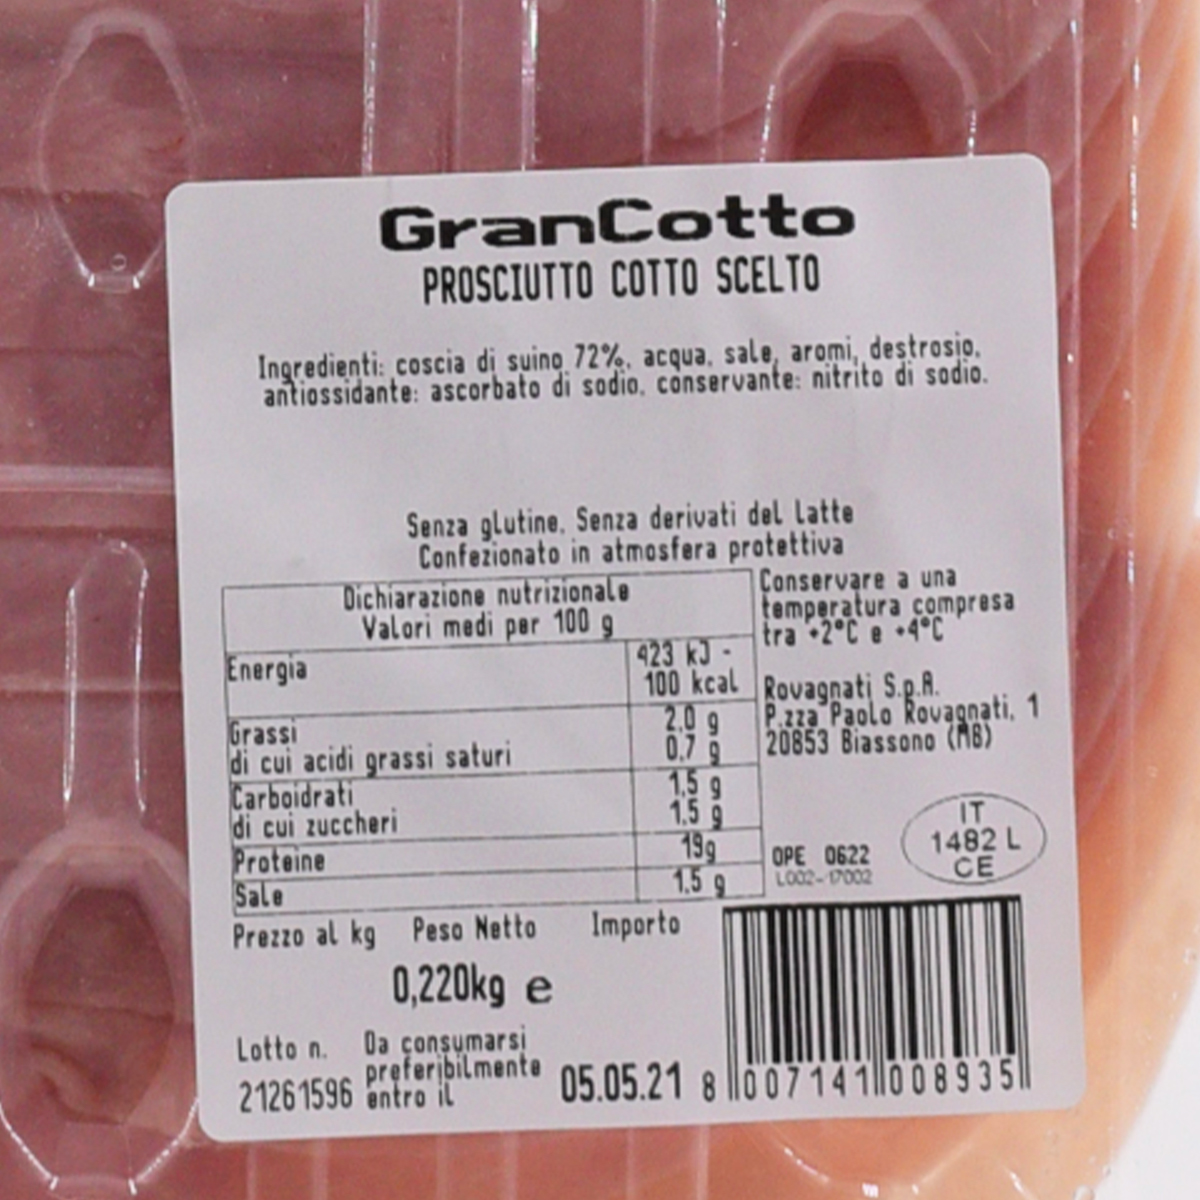 GranCotto
PROSCIUTTO COTTO SCELTO
Ingredienti: coscia di suino 72%, acqua, sale, aromi, destrosio,
antiossidante: ascorbato di sodio, conservante: nitrito di sodio.
Senza glutine. Senza derivati del latte
Confezionato in atmosfera protettiva
Dichiarazione nutrizionale
Valori medi per 100 g
Energia 423 kJ -
100 kcal
Grassi 2,0 g
di cui acidi grassi saturi 0,7 g
Carboidrati 1,5 g
di cui zuccheri 1,5 g
Proteine 19g
Sale 1,5 g
Conservare a una
temperatura compresa
tra +2°C e +4°C
Rovagnati S.p.A.
P.zza Paolo Rovagnati, 1
20853 Biassono (MB)
OPE 0622
L002-17002
IT
1482 L
CE
Prezzo al kg Peso Netto Importo
0,220kg e
Lotto n.
21261596
Da consumarsi
preferibilmente
entro il
05.05.21
8 007141 008935